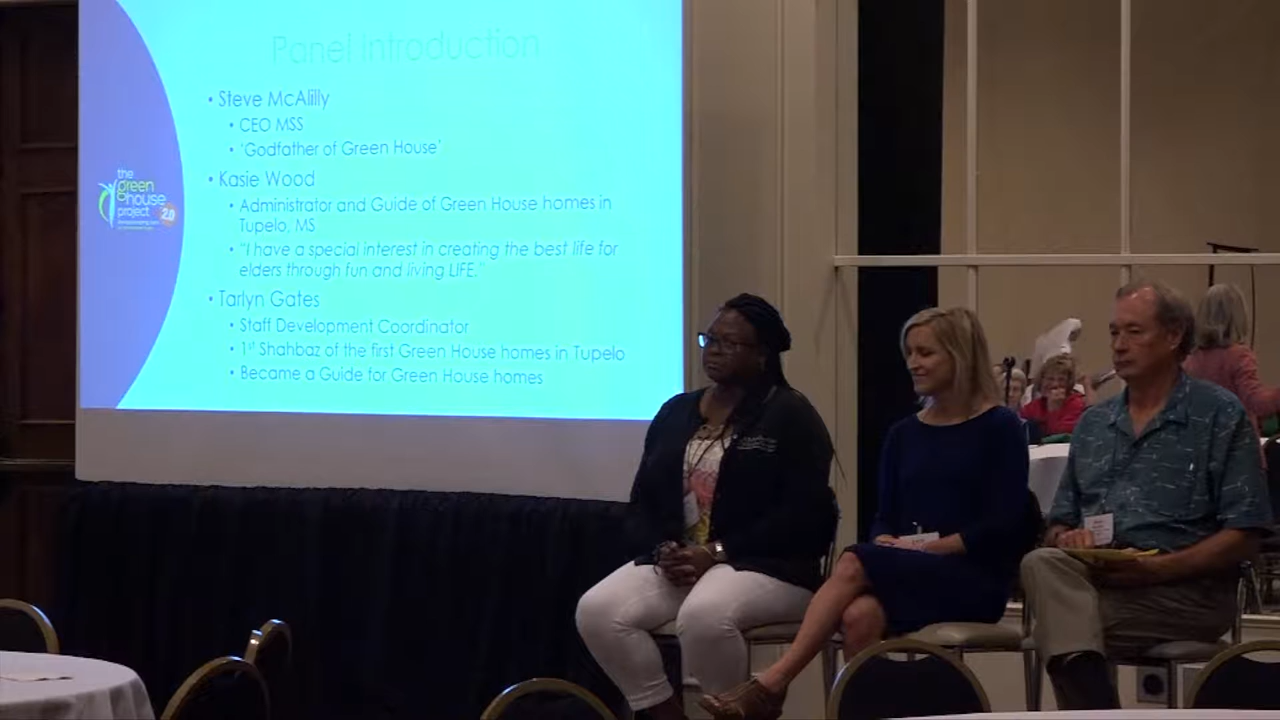 Panel Introduction
• Steve McAlilly
• CEO MSS
• ‘Godfather of Green House’
• Kasie Wood
• Administrator and Guide of Green House homes in
Tupelo, MS
• “I have a special interest in creating the best life for
elders through fun and living LIFE.”
• Tarlyn Gates
• Staff Development Coordinator
• 1st Shahbaz of the first Green House homes in Tupelo
• Became a Guide for Green House homes
the
green
house
project
2.0